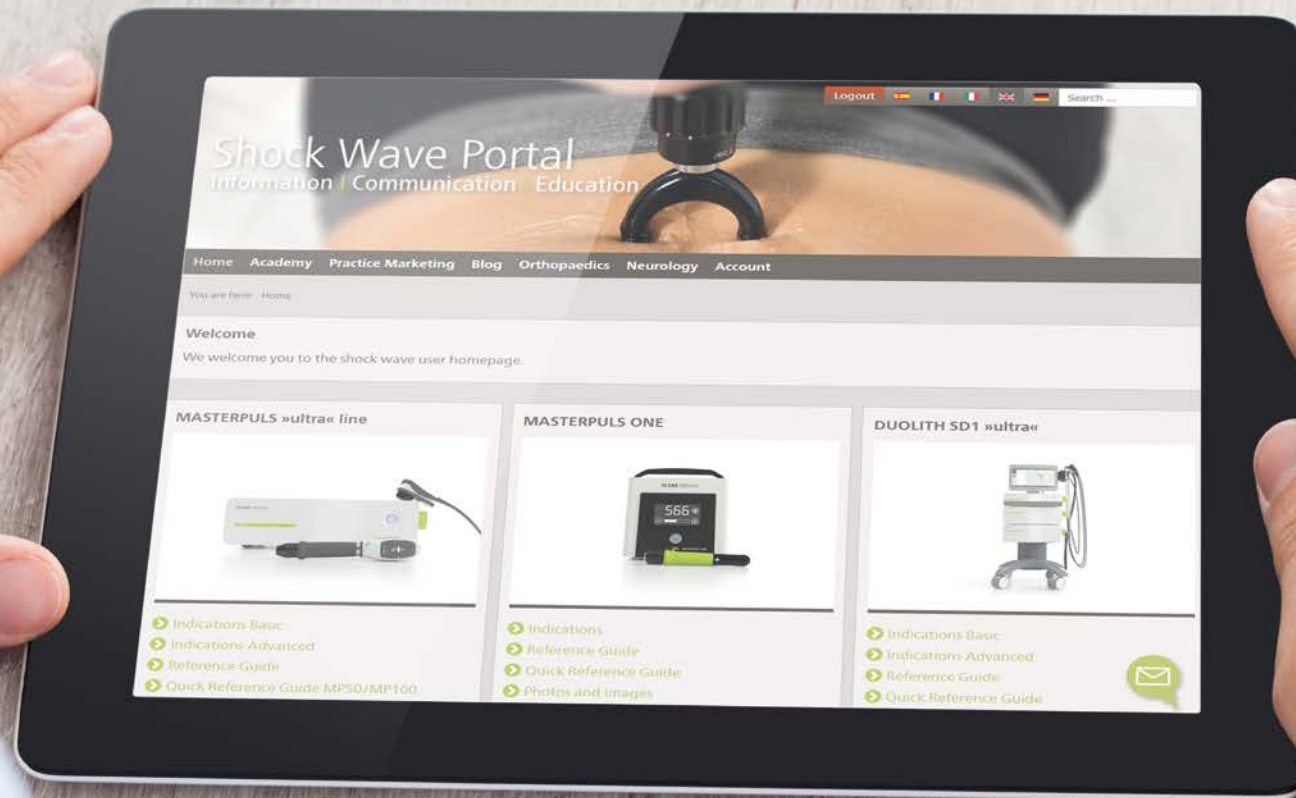 Logout Search ...
Shock Wave Portal
Information | Communication | Education
Home Academy Practice Marketing Blog Orthopaedics Neurology Account
You are here: Home
Welcome
We welcome you to the shock wave user homepage.
MASTERPULS »ultra« line
Indications Basic
Indications Advanced
Reference Guide
Quick Reference Guide MP50/MP100
MASTERPULS ONE
566
Indications
Reference Guide
Quick Reference Guide
Photos and images
DUOLITH SD1 »ultra«
Indications Basic
Indications Advanced
Reference Guide
Quick Reference Guide